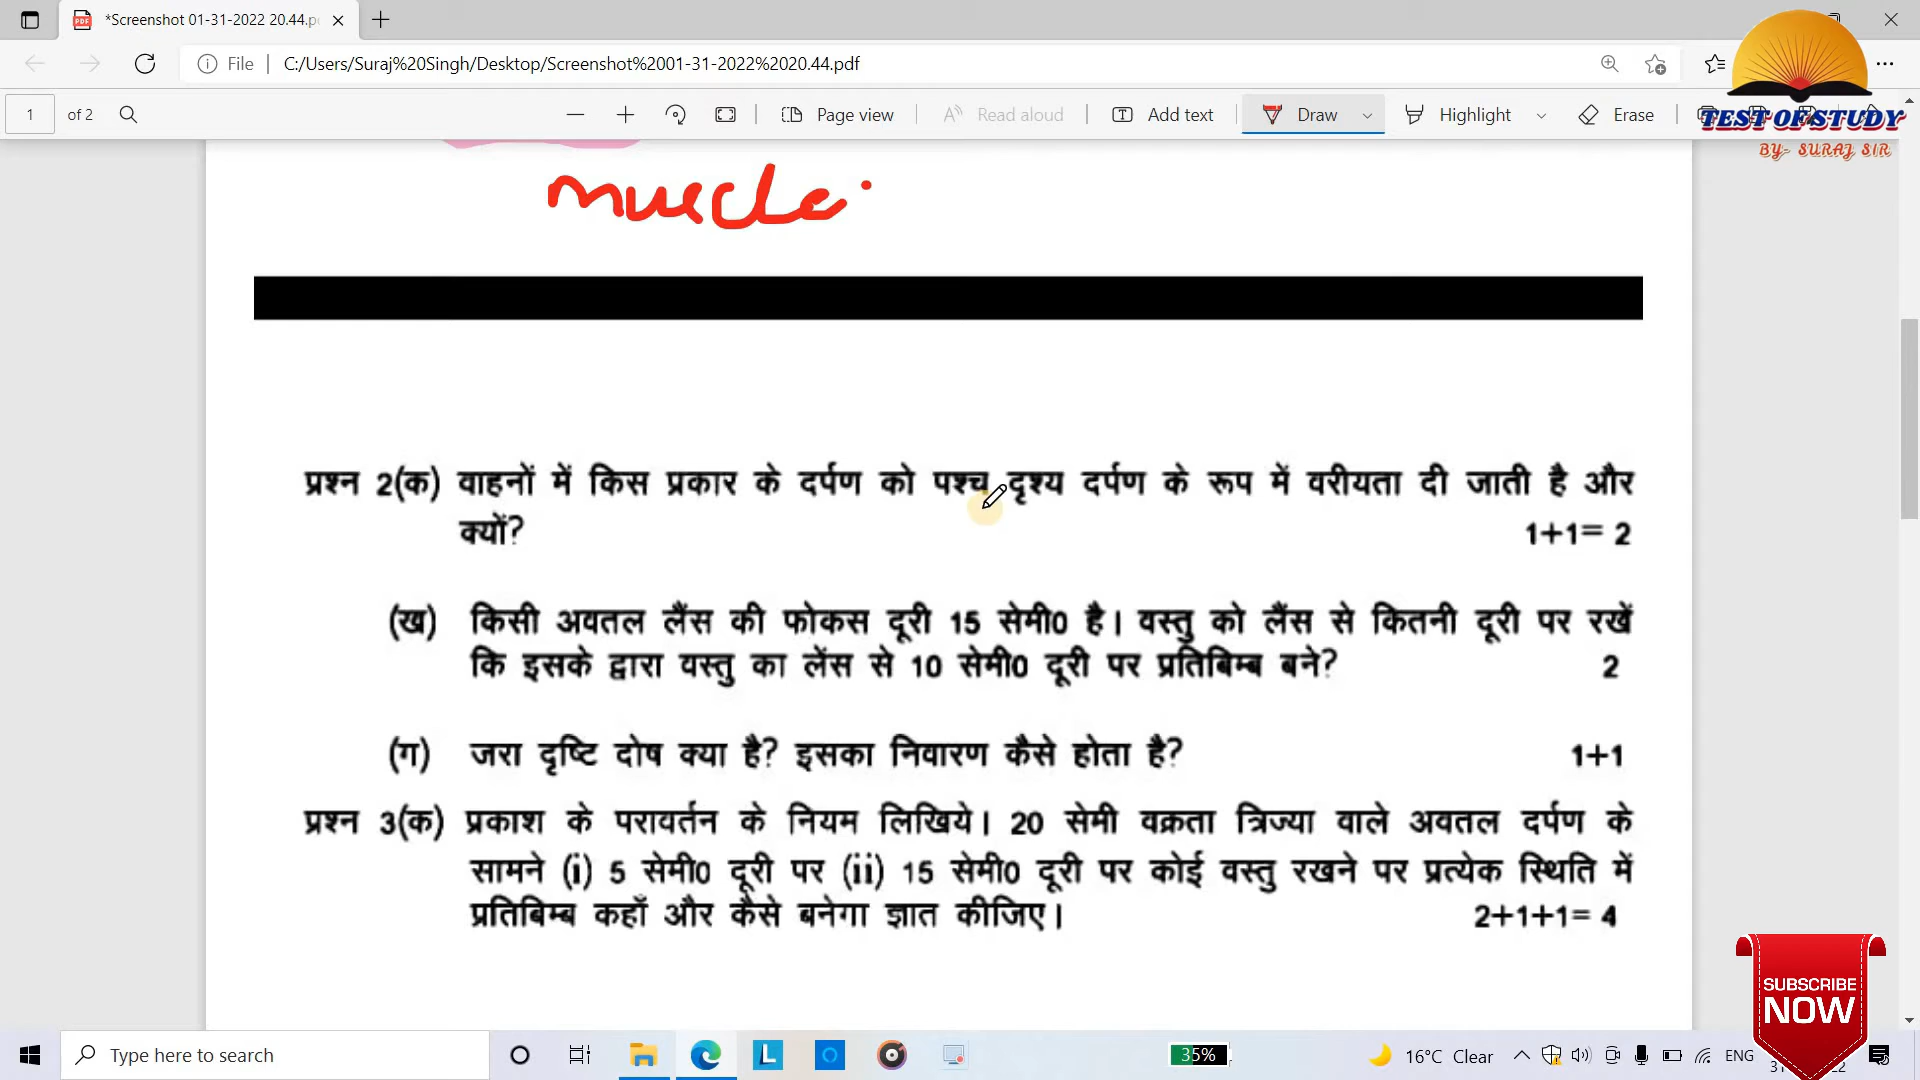 *Screenshot 01-31-2022 20.44.p
File
C:/Users/Suraj%20Singh/Desktop/Screenshot%2001-31-2022%2020.44.pdf
1 of 2
Page view
Read aloud
Add text
Draw
Highlight
Erase
TEST OF STUDY
BY- SURAJ SIR
muscle.
प्रश्न 2(क) वाहनों में किस प्रकार के दर्पण को पश्च दृश्य दर्पण के रूप में वरीयता दी जाती है और
क्यों? 1+1= 2
(ख) किसी अवतल लैंस की फोकस दूरी 15 सेमी0 है। वस्तु को लैंस से कितनी दूरी पर रखें
कि इसके द्वारा वस्तु का लेंस से 10 सेमी0 दूरी पर प्रतिबिम्ब बने? 2
(ग) जरा दृष्टि दोष क्या है? इसका निवारण कैसे होता है? 1+1
प्रश्न 3(क) प्रकाश के परावर्तन के नियम लिखिये। 20 सेमी वक्रता त्रिज्या वाले अवतल दर्पण के
सामने (i) 5 सेमी0 दूरी पर (ii) 15 सेमी0 दूरी पर कोई वस्तु रखने पर प्रत्येक स्थिति में
प्रतिबिम्ब कहाँ और कैसे बनेगा ज्ञात कीजिए। 2+1+1= 4
SUBSCRIBE
NOW
Type here to search
35%
16°C Clear
ENG